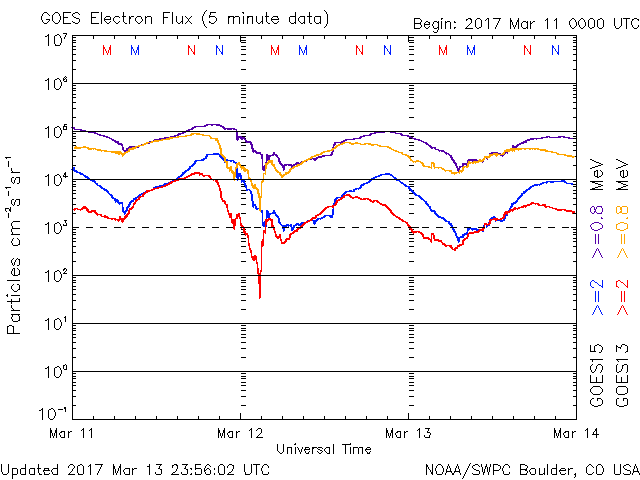 GOES Electron Flux (5 minute data)
Begin: 2017 Mar 11 0000 UTC
10⁷
M M N N M M N N M M N N
10⁶
10⁵
10⁴
10³
10²
10¹
10⁰
10⁻¹
Particles cm⁻²s⁻¹sr⁻¹
GOES15 >=2 >=0.8 MeV
GOES13 >=2 >=0.8 MeV
Mar 11 Mar 12 Mar 13 Mar 14
Universal Time
Updated 2017 Mar 13 23:56:02 UTC
NOAA/SWPC Boulder, CO USA